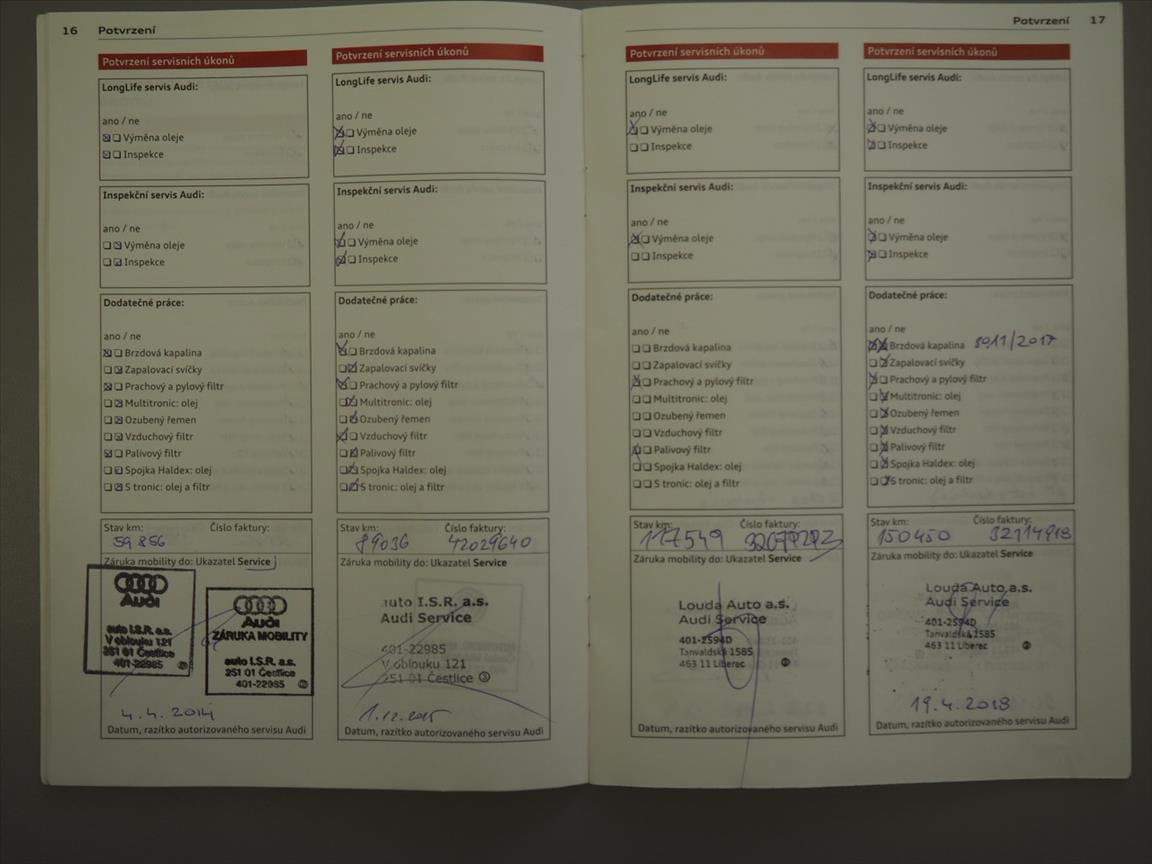 16 Potvrzení
Potvrzení servisních úkonů
LongLife servis Audi:
ano / ne
Výměna oleje
Inspekce
Inspekční servis Audi:
ano / ne
Výměna oleje
Inspekce
Dodatečné práce:
ano / ne
Brzdová kapalina
Zapalovací svíčky
Prachový a pylový filtr
Multitronic: olej
Ozubený řemen
Vzduchový filtr
Palivový filtr
Spojka Haldex: olej
S tronic: olej a filtr
Stav km: Číslo faktury:
59 856
Záruka mobility do: Ukazatel Service
Audi
auto I.S.R. a.s.
V oblouku 121
251 01 Čestlice
401-22985
Audi
ZÁRUKA MOBILITY
auto I.S.R. a.s.
251 01 Čestlice
401-22985
4.4.2014
Datum, razítko autorizovaného servisu Audi
Potvrzení servisních úkonů
LongLife servis Audi:
ano / ne
Výměna oleje
Inspekce
Inspekční servis Audi:
ano / ne
Výměna oleje
Inspekce
Dodatečné práce:
ano / ne
Brzdová kapalina
Zapalovací svíčky
Prachový a pylový filtr
Multitronic: olej
Ozubený řemen
Vzduchový filtr
Palivový filtr
Spojka Haldex: olej
S tronic: olej a filtr
Stav km: Číslo faktury:
89036 42029640
Záruka mobility do: Ukazatel Service
auto I.S.R. a.s.
Audi Service
401-22985
V oblouku 121
251 01 Čestlice 3
1.12.2015
Datum, razítko autorizovaného servisu Audi
Potvrzení 17
Potvrzení servisních úkonů
LongLife servis Audi:
ano / ne
Výměna oleje
Inspekce
Inspekční servis Audi:
ano / ne
Výměna oleje
Inspekce
Dodatečné práce:
ano / ne
Brzdová kapalina
Zapalovací svíčky
Prachový a pylový filtr
Multitronic: olej
Ozubený řemen
Vzduchový filtr
Palivový filtr
Spojka Haldex: olej
S tronic: olej a filtr
Stav km: Číslo faktury:
117549
Záruka mobility do: Ukazatel Service
Louda Auto a.s.
Audi Service
401-2594D
Tanvaldská 1585
463 11 Liberec
Datum, razítko autorizovaného servisu Audi
Potvrzení servisních úkonů
LongLife servis Audi:
ano / ne
Výměna oleje
Inspekce
Inspekční servis Audi:
ano / ne
Výměna oleje
Inspekce
Dodatečné práce:
ano / ne
Brzdová kapalina
Zapalovací svíčky
Prachový a pylový filtr
Multitronic: olej
Ozubený řemen
Vzduchový filtr
Palivový filtr
Spojka Haldex: olej
S tronic: olej a filtr
Stav km: Číslo faktury:
150450 32114918
Záruka mobility do: Ukazatel Service
Louda Auto a.s.
Audi Service
401-2594D
Tanvaldská 1585
463 11 Liberec
19.4.2018
Datum, razítko autorizovaného servisu Audi